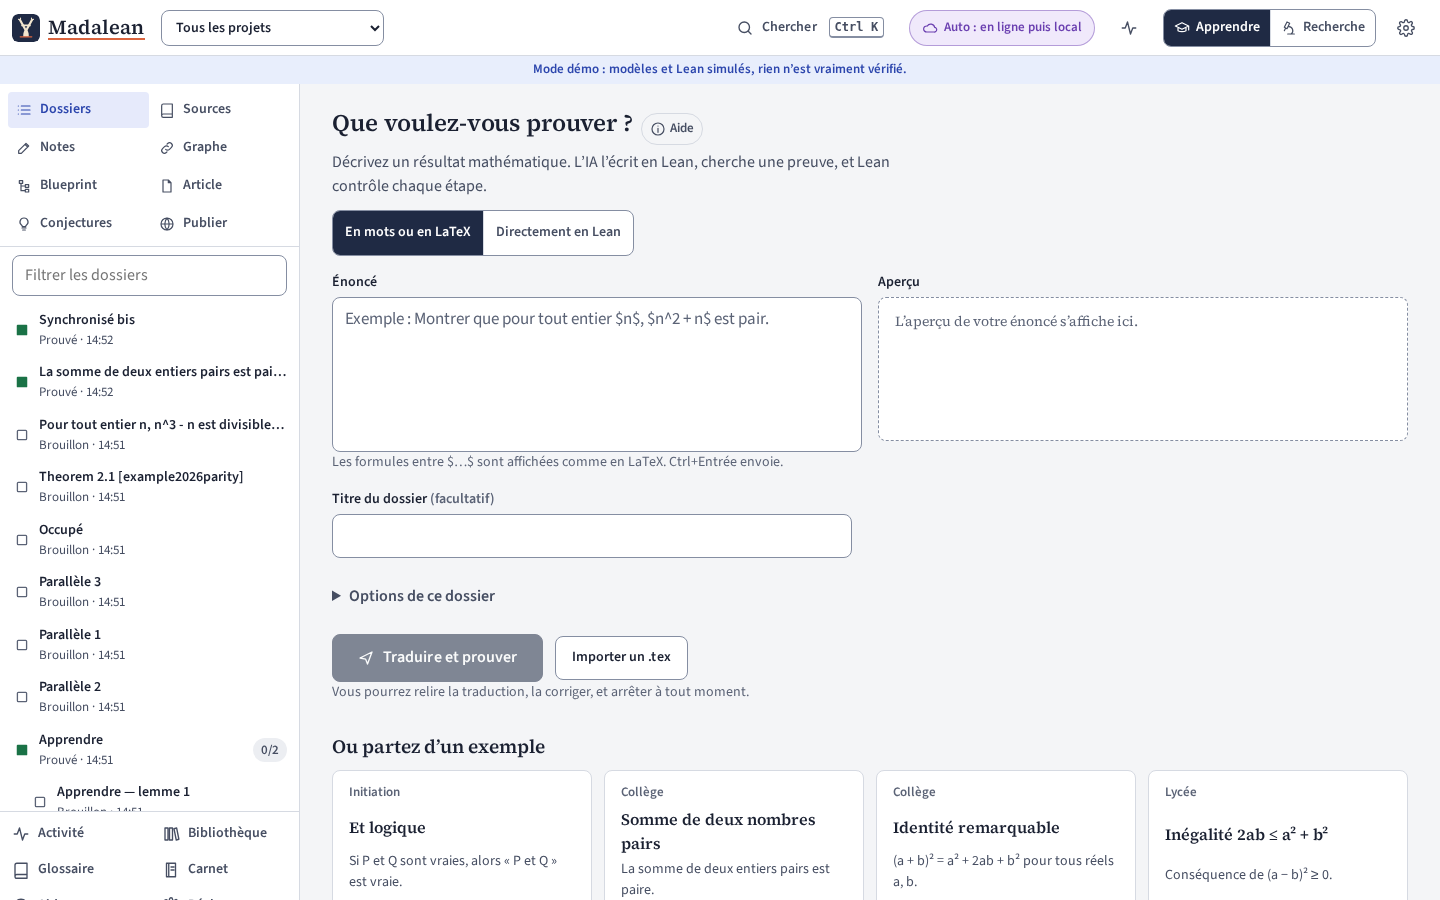 Madalean
Tous les projets
Chercher
Ctrl K
Auto : en ligne puis local
Apprendre
Recherche
Mode démo : modèles et Lean simulés, rien n’est vraiment vérifié.
Dossiers
Sources
Notes
Graphe
Blueprint
Article
Conjectures
Publier
Filtrer les dossiers
Synchronisé bis
Prouvé · 14:52
La somme de deux entiers pairs est pai…
Prouvé · 14:52
Pour tout entier n, n^3 - n est divisible…
Brouillon · 14:51
Theorem 2.1 [example2026parity]
Brouillon · 14:51
Occupé
Brouillon · 14:51
Parallèle 3
Brouillon · 14:51
Parallèle 1
Brouillon · 14:51
Parallèle 2
Brouillon · 14:51
Apprendre
0/2
Prouvé · 14:51
Apprendre — lemme 1
Brouillon · 14:51
Activité
Bibliothèque
Glossaire
Carnet
Que voulez-vous prouver ?
Aide
Décrivez un résultat mathématique. L’IA l’écrit en Lean, cherche une preuve, et Lean
contrôle chaque étape.
En mots ou en LaTeX
Directement en Lean
Énoncé
Exemple : Montrer que pour tout entier $n$, $n^2 + n$ est pair.
Les formules entre $…$ sont affichées comme en LaTeX. Ctrl+Entrée envoie.
Aperçu
L’aperçu de votre énoncé s’affiche ici.
Titre du dossier (facultatif)
Options de ce dossier
Traduire et prouver
Importer un .tex
Vous pourrez relire la traduction, la corriger, et arrêter à tout moment.
Ou partez d’un exemple
Initiation
Et logique
Si P et Q sont vraies, alors « P et Q »
est vraie.
Collège
Somme de deux nombres
pairs
La somme de deux entiers pairs est
paire.
Collège
Identité remarquable
(a + b)² = a² + 2ab + b² pour tous réels
a, b.
Lycée
Inégalité 2ab ≤ a² + b²
Conséquence de (a − b)² ≥ 0.